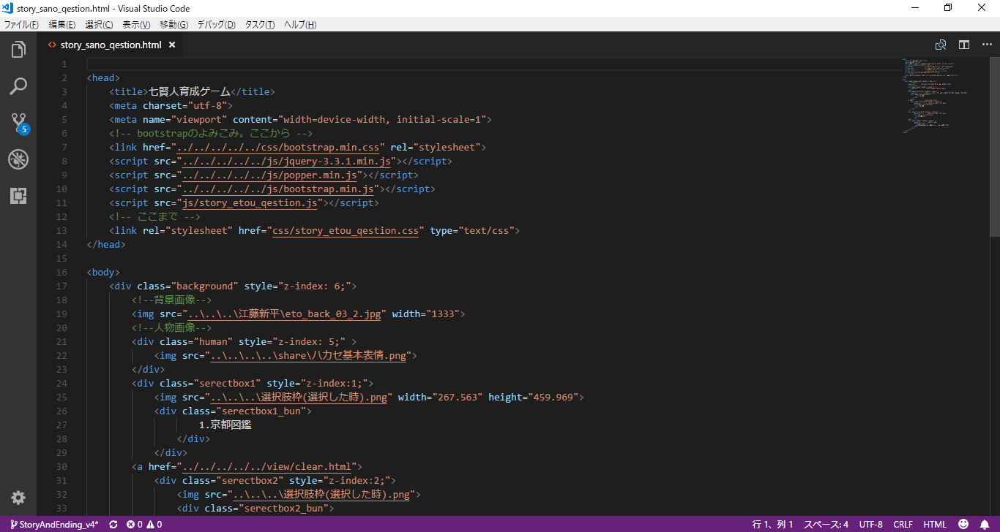 story_sano_qestion.html - Visual Studio Code
ファイル(F) 編集(E) 選択(C) 表示(V) 移動(G) デバッグ(D) タスク(T) ヘルプ(H)
<> story_sano_qestion.html ×
1
2 <head>
3 <title>七賢人育成ゲーム</title>
4 <meta charset="utf-8">
5 <meta name="viewport" content="width=device-width, initial-scale=1">
6 <!-- bootstrapのよみこみ。ここから -->
7 <link href="../../../../../css/bootstrap.min.css" rel="stylesheet">
8 <script src="../../../../../js/jquery-3.3.1.min.js"></script>
9 <script src="../../../../../js/popper.min.js"></script>
10 <script src="../../../../../js/bootstrap.min.js"></script>
11 <script src="js/story_etou_qestion.js"></script>
12 <!-- ここまで -->
13 <link rel="stylesheet" href="css/story_etou_qestion.css" type="text/css">
14 </head>
15
16 <body>
17 <div class="background" style="z-index: 6;">
18 <!--背景画像-->
19 <img src="..\..\..\江藤新平\eto_back_03_2.jpg" width="1333">
20 <!--人物画像-->
21 <div class="human" style="z-index: 5;" >
22 <img src="..\..\..\..\share\ハカセ基本表情.png">
23 </div>
24 <div class="serectbox1" style="z-index:1;">
25 <img src="..\..\..\選択肢枠(選択した時).png" width="267.563" height="459.969">
26 <div class="serectbox1_bun">
27 1.京都図鑑
28 </div>
29 </div>
30 <a href="../../../../../view/clear.html">
31 <div class="serectbox2" style="z-index:2;">
32 <img src="..\..\..\選択肢枠(選択した時).png">
33 <div class="serectbox2_bun">
5
StoryAndEnding_v4* 0 0 行 1、列 1 スペース: 4 UTF-8 CRLF HTML